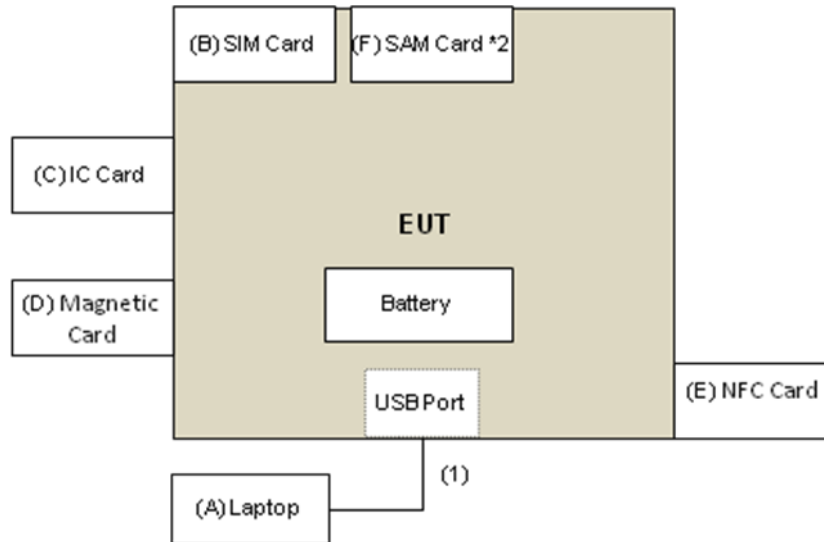 (B) SIM Card
(F) SAM Card *2
(C) IC Card
EUT
(D) Magnetic
Card
Battery
USB Port
(E) NFC Card
(1)
(A) Laptop